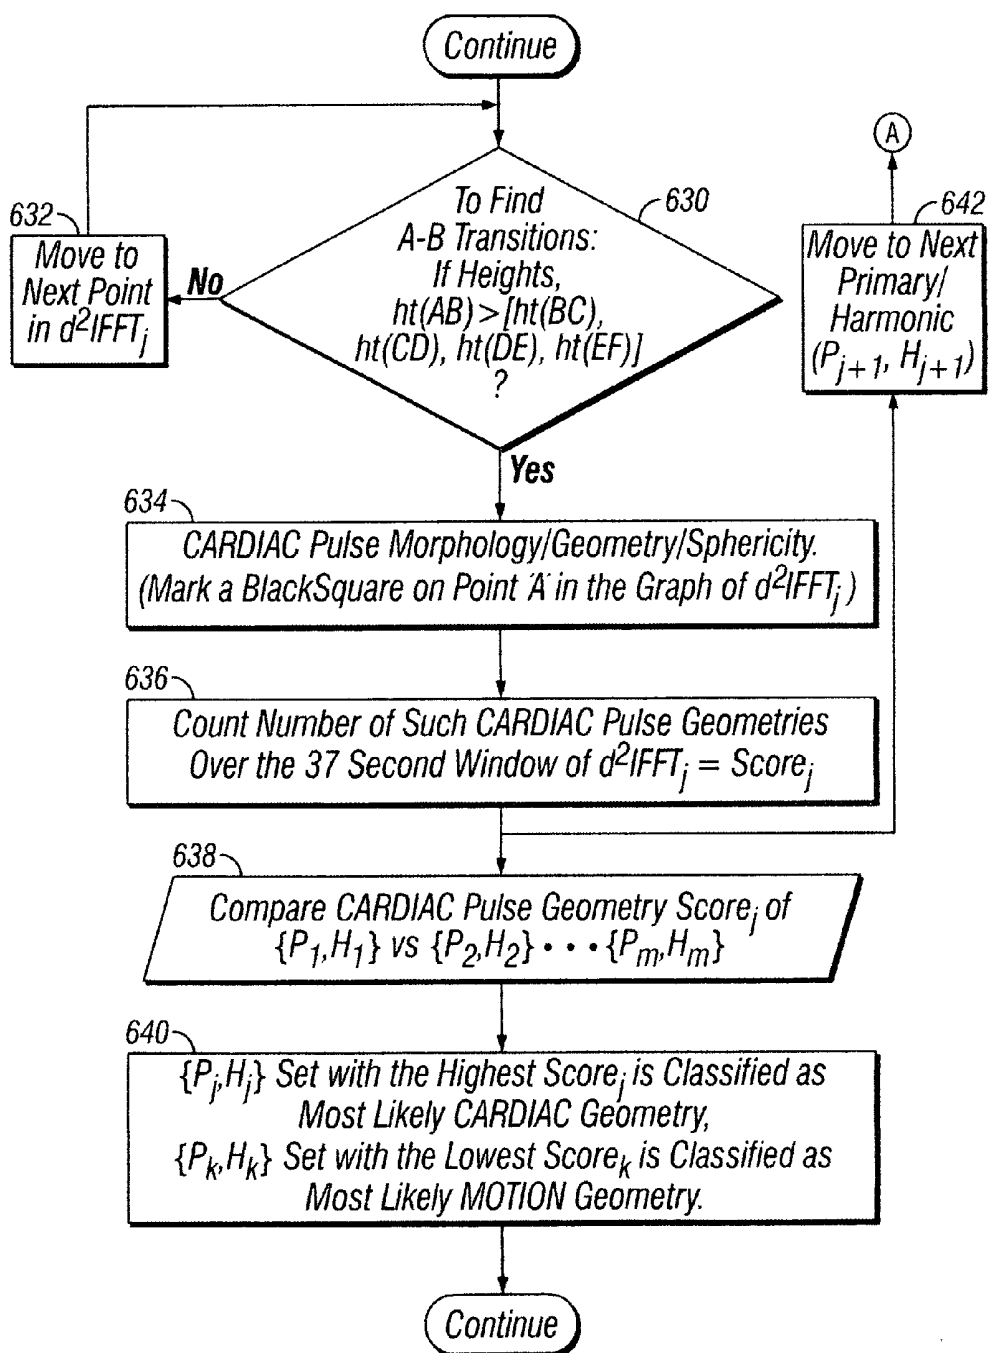 Continue
A
630
To Find
A-B Transitions:
If Heights,
ht(AB) > [ht(BC),
ht(CD), ht(DE), ht(EF)]
?
632
Move to
Next Point
in d²IFFTj
No
642
Move to Next
Primary/
Harmonic
(Pj+1, Hj+1)
Yes
634
CARDIAC Pulse Morphology/Geometry/Sphericity.
(Mark a BlackSquare on Point 'A' in the Graph of d²IFFTj)
636
Count Number of Such CARDIAC Pulse Geometries
Over the 37 Second Window of d²IFFTj = Scorej
638
Compare CARDIAC Pulse Geometry Scorej of
{P1,H1} vs {P2,H2} • • • {Pm,Hm}
640
{Pj,Hj} Set with the Highest Scorej is Classified as
Most Likely CARDIAC Geometry,
{Pk,Hk} Set with the Lowest Scorek is Classified as
Most Likely MOTION Geometry.
Continue